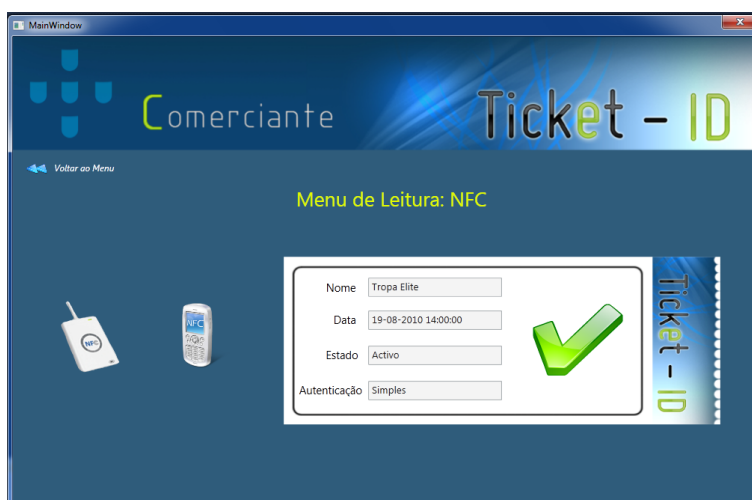 MainWindow
Comerciante
Ticket - ID
Voltar ao Menu
Menu de Leitura: NFC
NFC
NFC
Nome Tropa Elite
Data 19-08-2010 14:00:00
Estado Activo
Autenticação Simples
Ticket - ID